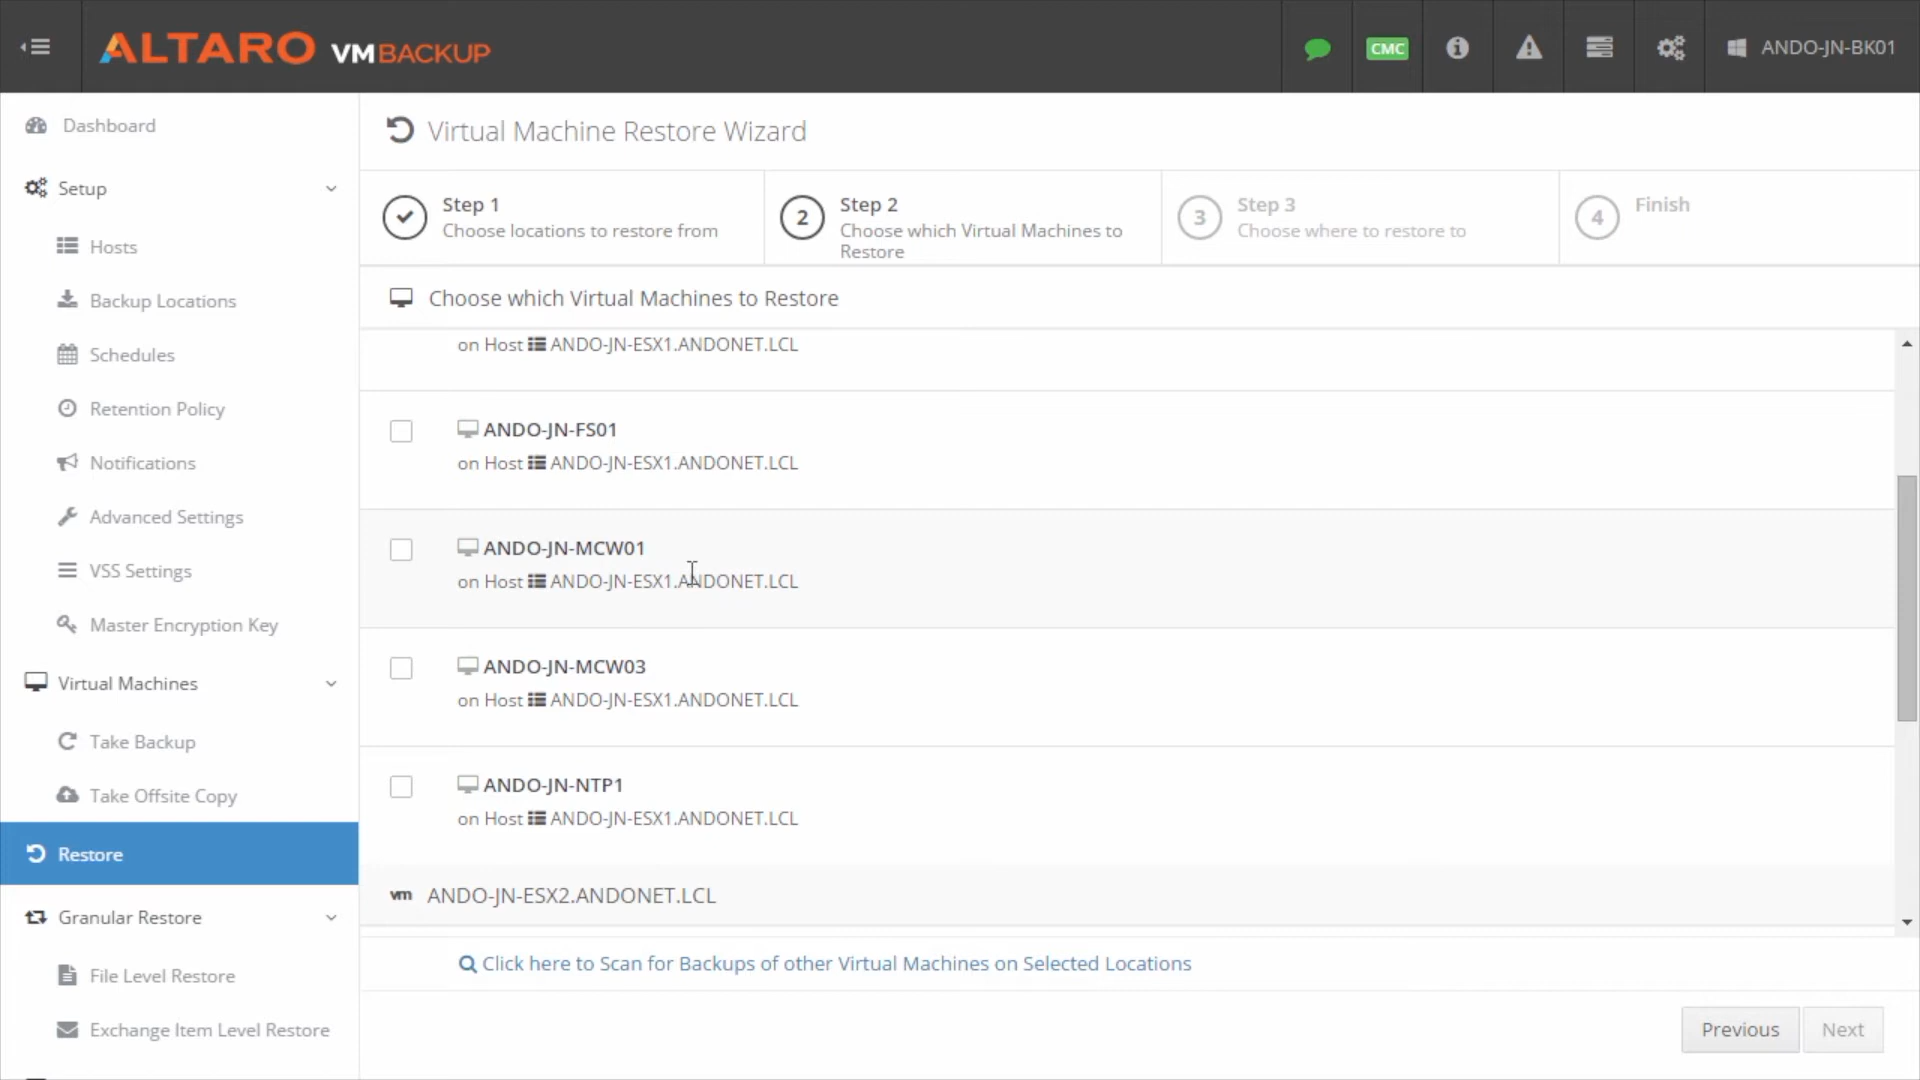 ALTARO VMBACKUP
CMC
ANDO-JN-BK01
Dashboard
Setup
Hosts
Backup Locations
Schedules
Retention Policy
Notifications
Advanced Settings
VSS Settings
Master Encryption Key
Virtual Machines
Take Backup
Take Offsite Copy
Restore
Granular Restore
File Level Restore
Exchange Item Level Restore
Virtual Machine Restore Wizard
Step 1
Choose locations to restore from
2
Step 2
Choose which Virtual Machines to
Restore
3
Step 3
Choose where to restore to
4
Finish
Choose which Virtual Machines to Restore
on Host ANDO-JN-ESX1.ANDONET.LCL
ANDO-JN-FS01
on Host ANDO-JN-ESX1.ANDONET.LCL
ANDO-JN-MCW01
on Host ANDO-JN-ESX1.ANDONET.LCL
ANDO-JN-MCW03
on Host ANDO-JN-ESX1.ANDONET.LCL
ANDO-JN-NTP1
on Host ANDO-JN-ESX1.ANDONET.LCL
vm ANDO-JN-ESX2.ANDONET.LCL
Click here to Scan for Backups of other Virtual Machines on Selected Locations
Previous
Next